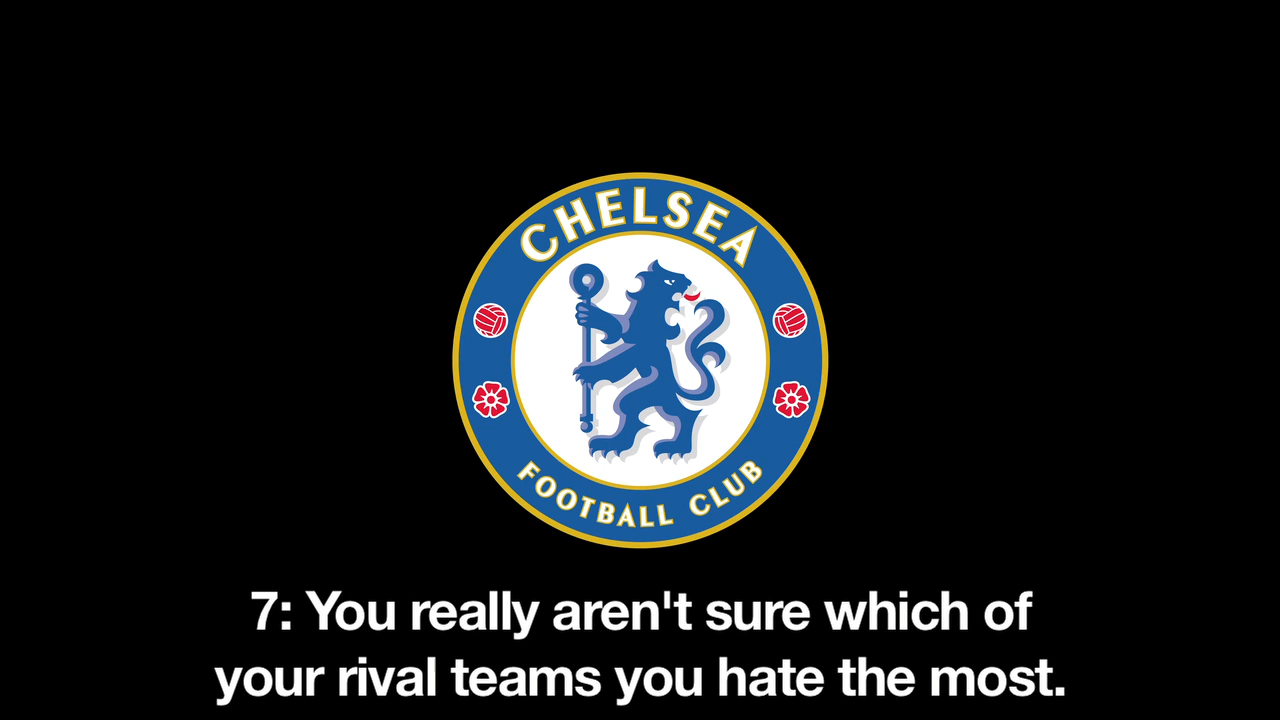 CHELSEA
FOOTBALL CLUB
7: You really aren't sure which of
your rival teams you hate the most.